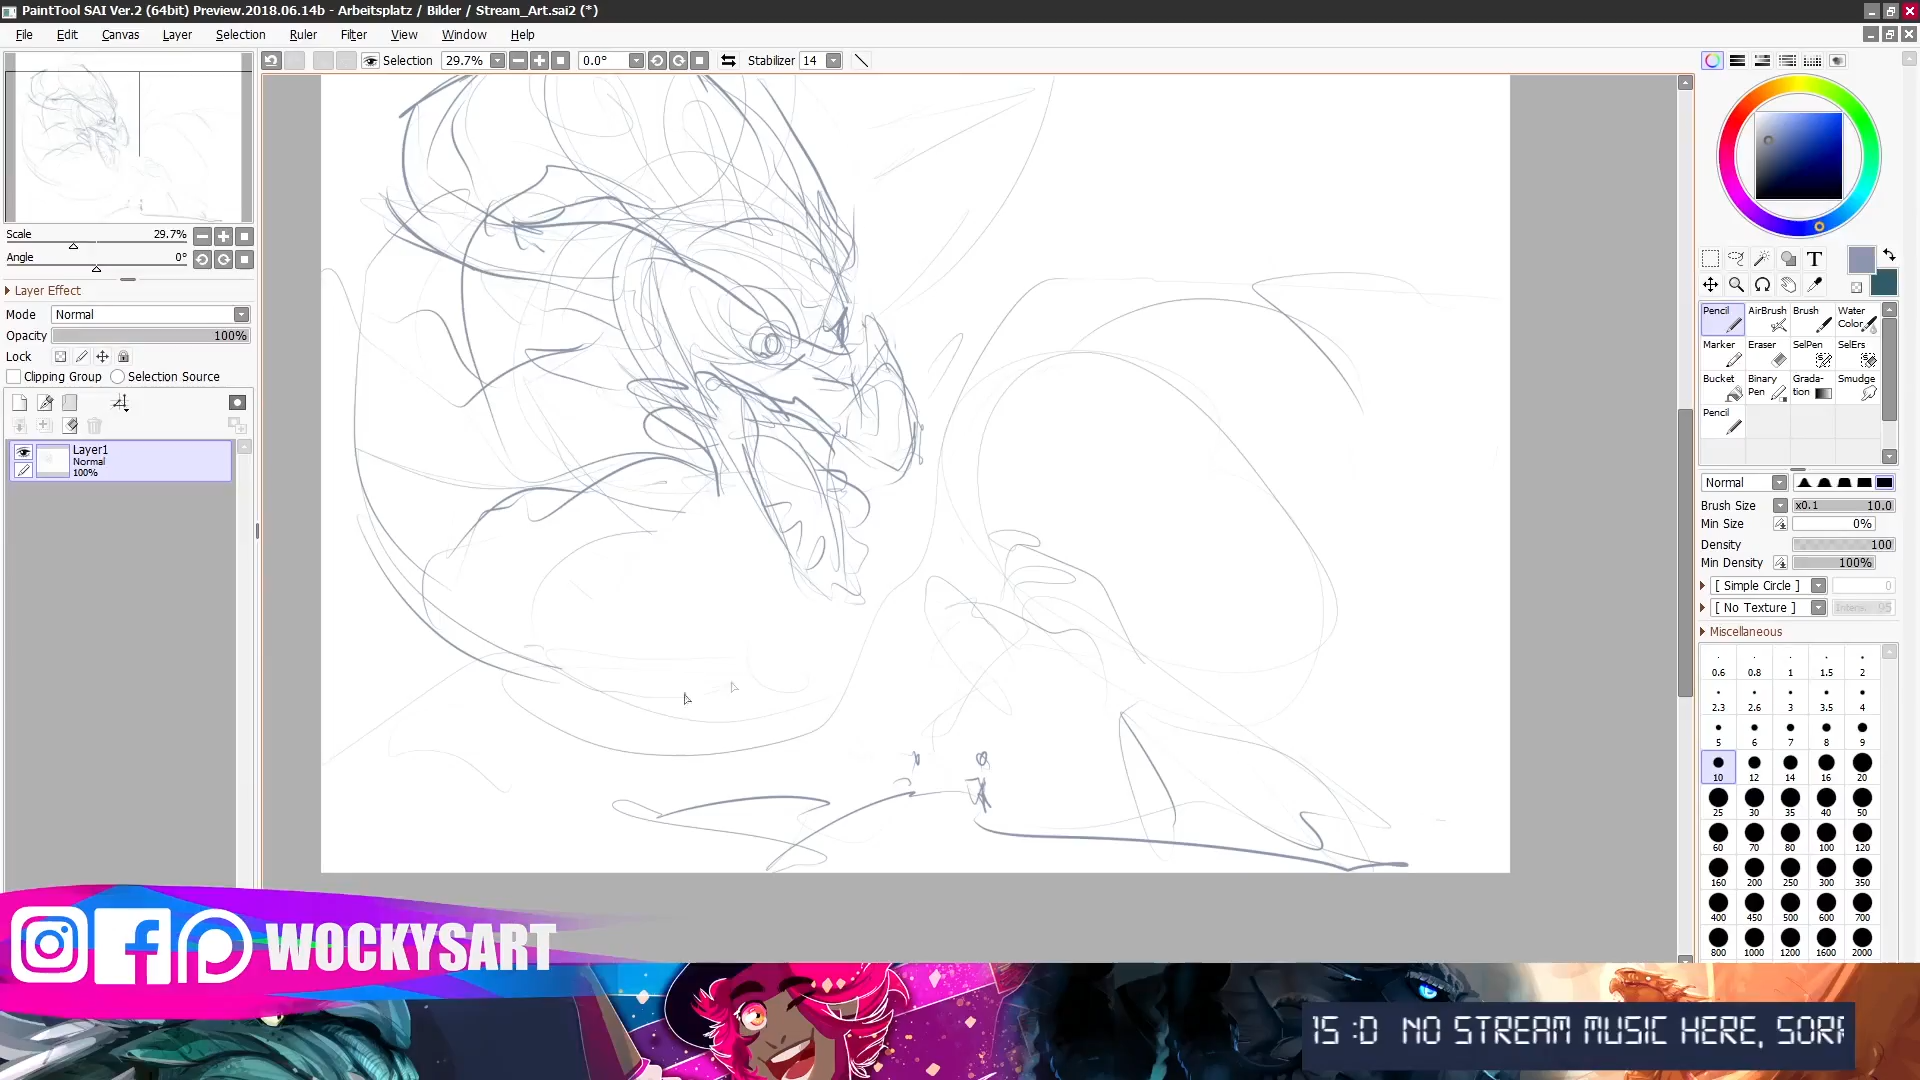 PaintTool SAI Ver.2 (64bit) Preview.2018.06.14b - Arbeitsplatz / Bilder / Stream_Art.sai2 (*)
File Edit Canvas Layer Selection Ruler Filter View Window Help
Selection 29.7% 0.0° Stabilizer 14
Scale 29.7%
Angle 0°
Layer Effect
Mode Normal
Opacity 100%
Lock
Clipping Group Selection Source
Layer1
Normal
100%
T
Pencil AirBrush Brush Water Color
Marker Eraser SelPen SelErs
Bucket Binary Pen Grada-tion Smudge
Pencil
Normal
Brush Size x0.1 10.0
Min Size 0%
Density 100
Min Density 100%
[ Simple Circle ] 0
[ No Texture ] 95
Miscellaneous
0.6 0.8 1 1.5 2
2.3 2.6 3 3.5 4
5 6 7 8 9
10 12 14 16 20
25 30 35 40 50
60 70 80 100 120
160 200 250 300 350
400 450 500 600 700
800 1000 1200 1600 2000
WOCKYSART
15 :D NO STREAM MUSIC HERE, SORR